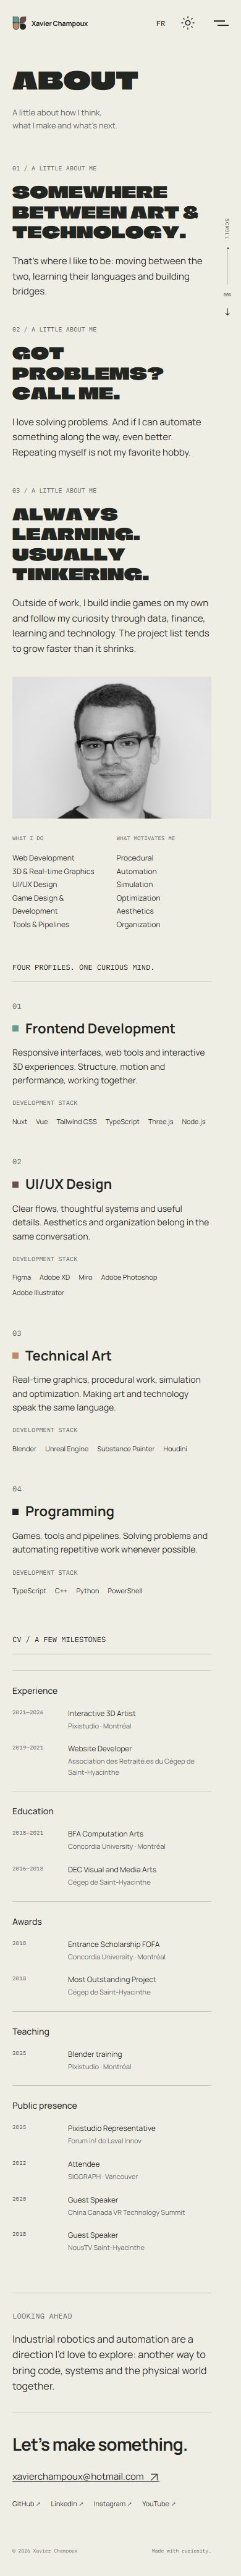 Xavier Champoux
FR
ABOUT
A little about how I think,
what I make and what's next.
01 / A LITTLE ABOUT ME
SOMEWHERE
BETWEEN ART &
TECHNOLOGY.
That's where I like to be: moving between the
two, learning their languages and building
bridges.
SCROLL
00%
02 / A LITTLE ABOUT ME
GOT
PROBLEMS?
CALL ME.
I love solving problems. And if I can automate
something along the way, even better.
Repeating myself is not my favorite hobby.
03 / A LITTLE ABOUT ME
ALWAYS
LEARNING.
USUALLY
TINKERING.
Outside of work, I build indie games on my own
and follow my curiosity through data, finance,
learning and technology. The project list tends
to grow faster than it shrinks.
WHAT I DO
Web Development
3D & Real-time Graphics
UI/UX Design
Game Design &
Development
Tools & Pipelines
WHAT MOTIVATES ME
Procedural
Automation
Simulation
Optimization
Aesthetics
Organization
FOUR PROFILES. ONE CURIOUS MIND.
01
Frontend Development
Responsive interfaces, web tools and interactive
3D experiences. Structure, motion and
performance, working together.
DEVELOPMENT STACK
Nuxt Vue Tailwind CSS TypeScript Three.js Node.js
02
UI/UX Design
Clear flows, thoughtful systems and useful
details. Aesthetics and organization belong in the
same conversation.
DEVELOPMENT STACK
Figma Adobe XD Miro Adobe Photoshop
Adobe Illustrator
03
Technical Art
Real-time graphics, procedural work, simulation
and optimization. Making art and technology
speak the same language.
DEVELOPMENT STACK
Blender Unreal Engine Substance Painter Houdini
04
Programming
Games, tools and pipelines. Solving problems and
automating repetitive work whenever possible.
DEVELOPMENT STACK
TypeScript C++ Python PowerShell
CV / A FEW MILESTONES
Experience
2021—2026 Interactive 3D Artist
Pixistudio · Montréal
2019—2021 Website Developer
Association des Retraité.es du Cégep de
Saint-Hyacinthe
Education
2018—2021 BFA Computation Arts
Concordia University · Montréal
2016—2018 DEC Visual and Media Arts
Cégep de Saint-Hyacinthe
Awards
2018 Entrance Scholarship FOFA
Concordia University · Montréal
2018 Most Outstanding Project
Cégep de Saint-Hyacinthe
Teaching
2025 Blender training
Pixistudio · Montréal
Public presence
2025 Pixistudio Representative
Forum in! de Laval Innov
2022 Attendee
SIGGRAPH · Vancouver
2020 Guest Speaker
China Canada VR Technology Summit
2018 Guest Speaker
NousTV Saint-Hyacinthe
LOOKING AHEAD
Industrial robotics and automation are a
direction I'd love to explore: another way to
bring code, systems and the physical world
together.
Let's make something.
xavierchampoux@hotmail.com ↗
GitHub ↗ LinkedIn ↗ Instagram ↗ YouTube ↗
© 2026 Xavier Champoux
Made with curiosity.